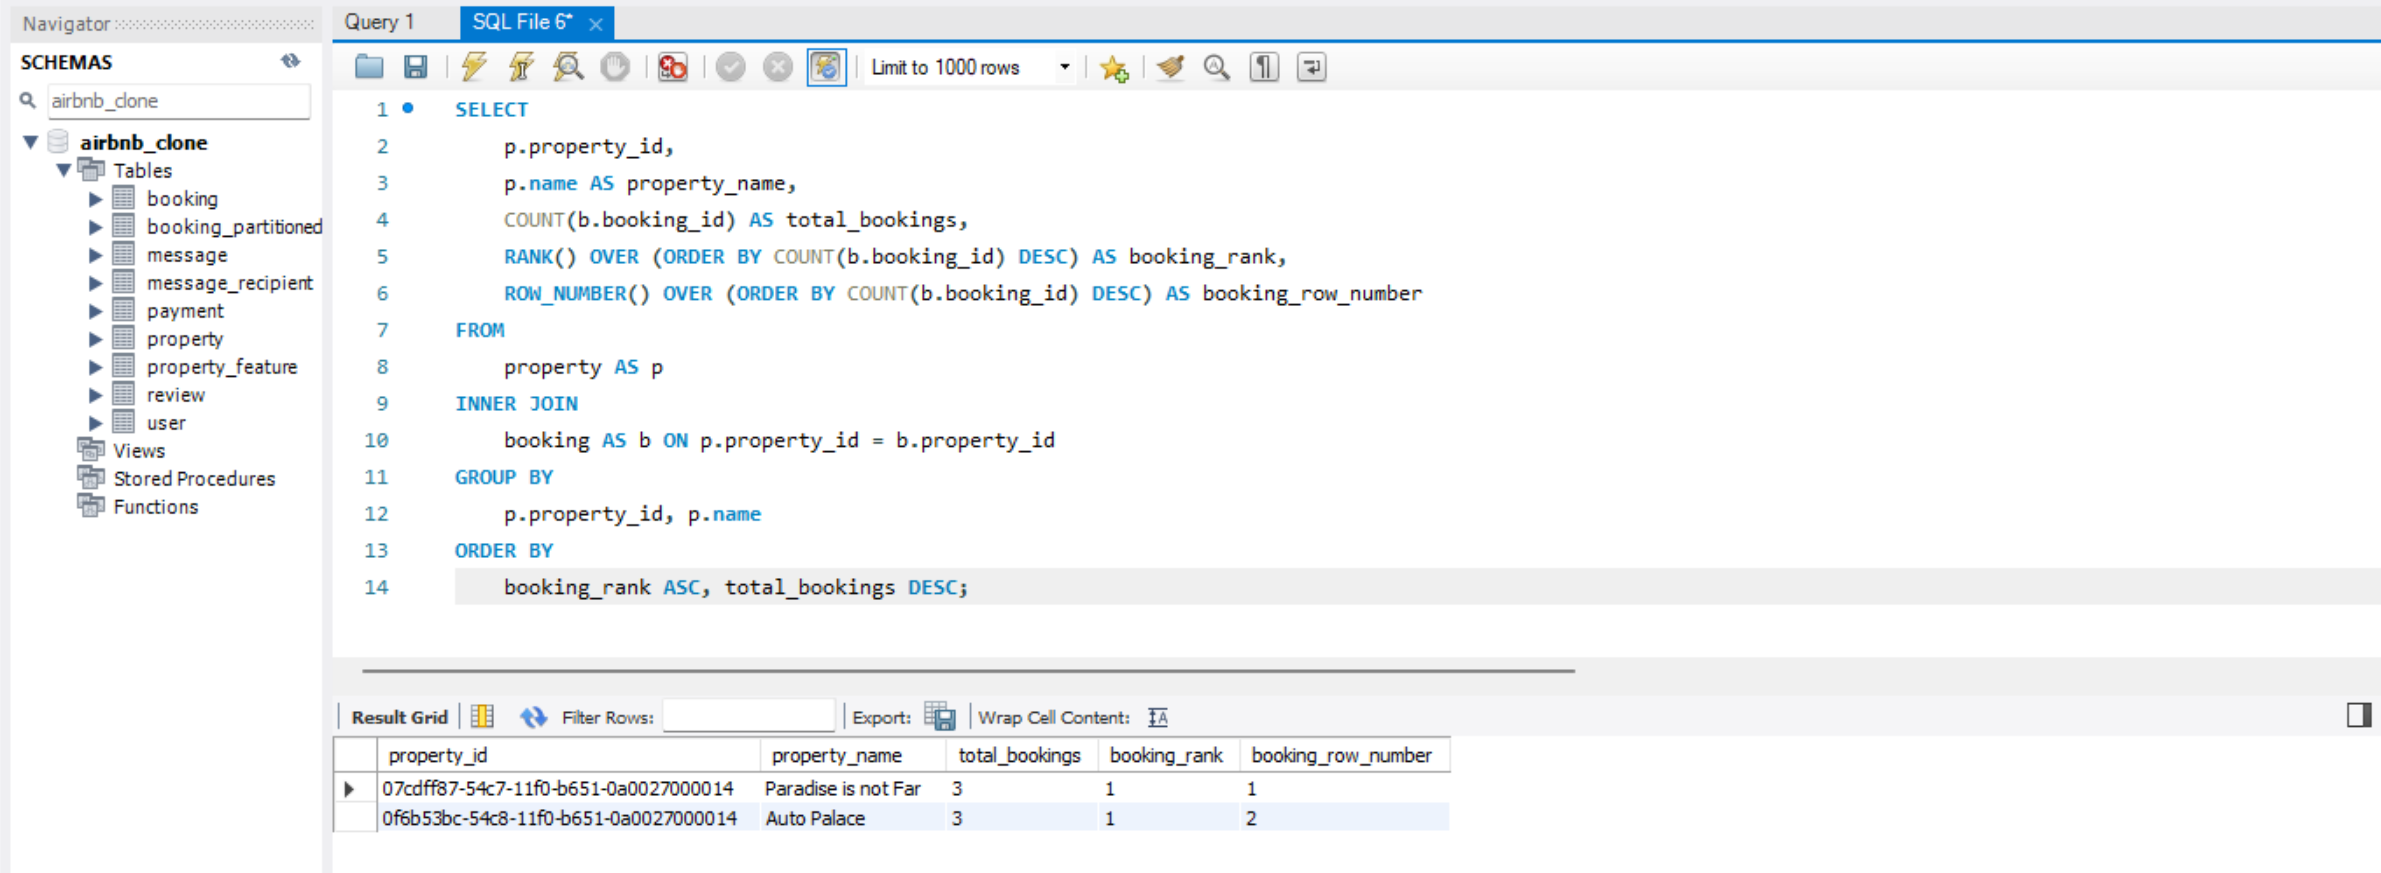 Navigator
SCHEMAS
airbnb_clone
airbnb_clone
Tables
booking
booking_partitioned
message
message_recipient
payment
property
property_feature
review
user
Views
Stored Procedures
Functions
Query 1 SQL File 6* ×
Limit to 1000 rows
1 SELECT
2 p.property_id,
3 p.name AS property_name,
4 COUNT(b.booking_id) AS total_bookings,
5 RANK() OVER (ORDER BY COUNT(b.booking_id) DESC) AS booking_rank,
6 ROW_NUMBER() OVER (ORDER BY COUNT(b.booking_id) DESC) AS booking_row_number
7 FROM
8 property AS p
9 INNER JOIN
10 booking AS b ON p.property_id = b.property_id
11 GROUP BY
12 p.property_id, p.name
13 ORDER BY
14 booking_rank ASC, total_bookings DESC;
Result Grid Filter Rows: Export: Wrap Cell Content: IA
property_id property_name total_bookings booking_rank booking_row_number
07cdff87-54c7-11f0-b651-0a0027000014 Paradise is not Far 3 1 1
0f6b53bc-54c8-11f0-b651-0a0027000014 Auto Palace 3 1 2